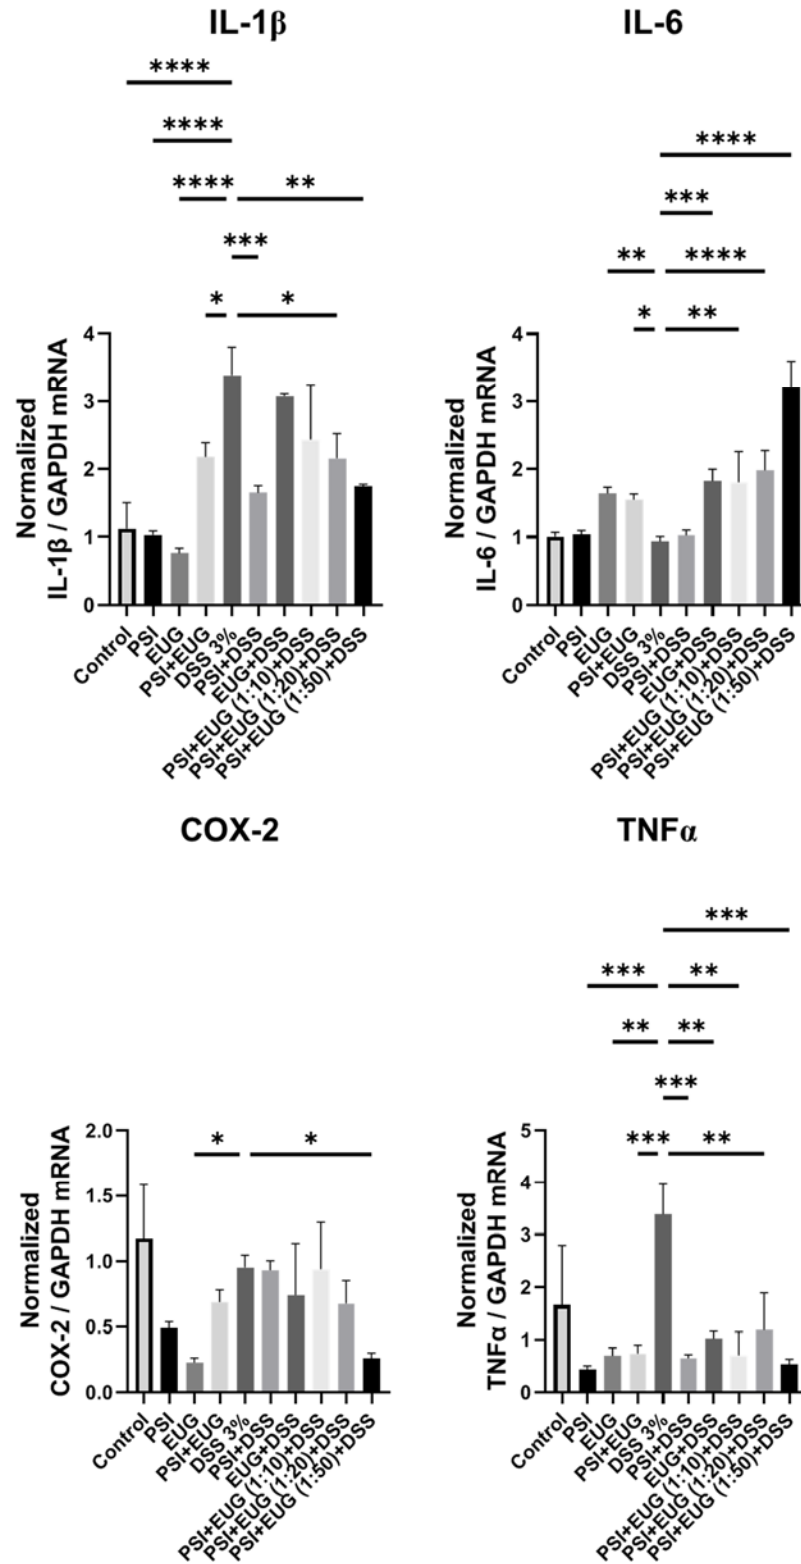 IL-1β
****
****
**** **
***
* *
Normalized
IL-1β / GAPDH mRNA
4
3
2
1
0
Control
PSI
EUG
PSI+EUG
DSS 3%
PSI+DSS
EUG+DSS
PSI+EUG (1:10)+DSS
PSI+EUG (1:20)+DSS
PSI+EUG (1:50)+DSS
IL-6
****
***
** ****
* **
Normalized
IL-6 / GAPDH mRNA
4
3
2
1
0
Control
PSI
EUG
PSI+EUG
DSS 3%
PSI+DSS
EUG+DSS
PSI+EUG (1:10)+DSS
PSI+EUG (1:20)+DSS
PSI+EUG (1:50)+DSS
COX-2
* *
Normalized
COX-2 / GAPDH mRNA
2.0
1.5
1.0
0.5
0.0
Control
PSI
EUG
PSI+EUG
DSS 3%
PSI+DSS
EUG+DSS
PSI+EUG (1:10)+DSS
PSI+EUG (1:20)+DSS
PSI+EUG (1:50)+DSS
TNFα
***
*** **
** **
***
*** **
Normalized
TNFα / GAPDH mRNA
5
4
3
2
1
0
Control
PSI
EUG
PSI+EUG
DSS 3%
PSI+DSS
EUG+DSS
PSI+EUG (1:10)+DSS
PSI+EUG (1:20)+DSS
PSI+EUG (1:50)+DSS